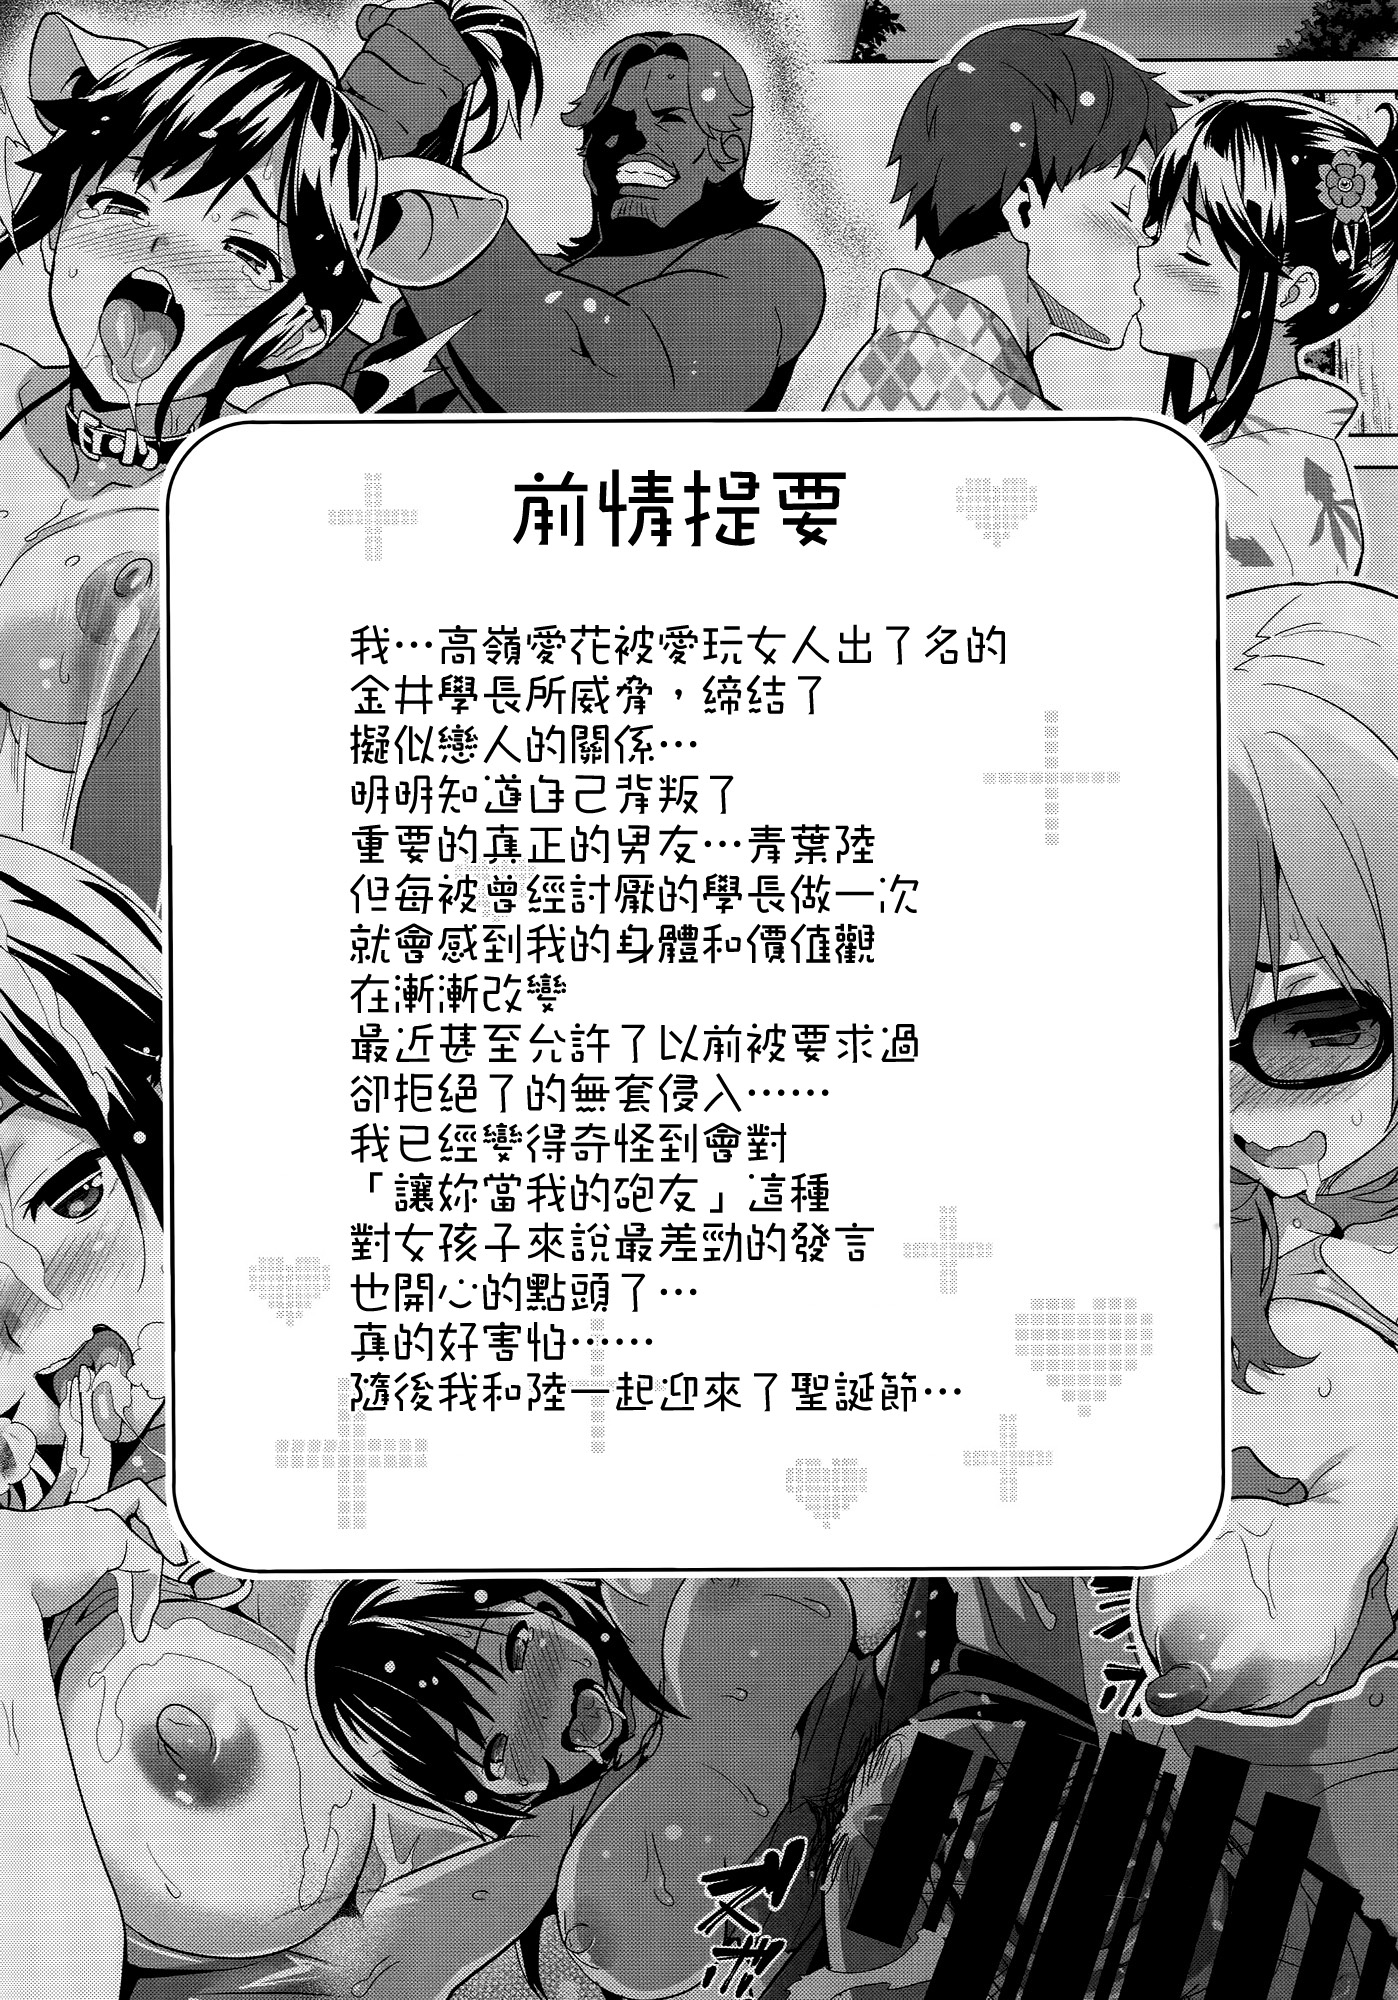 前情提要
我…高嶺愛花被愛玩女人出了名的
金井學長所威脅，締結了
擬似戀人的關係…
明明知道自己背叛了
重要的真正的男友…青葉陸
但每被曾經討厭的學長做一次
就會感到我的身體和價值觀
在漸漸改變
最近甚至允許了以前被要求過
卻拒絕了的無套侵入……
我已經變得奇怪到會對
「讓妳當我的砲友」這種
對女孩子來說最差勁的發言
也開心的點頭了…
真的好害怕……
隨後我和陸一起迎來了聖誕節…